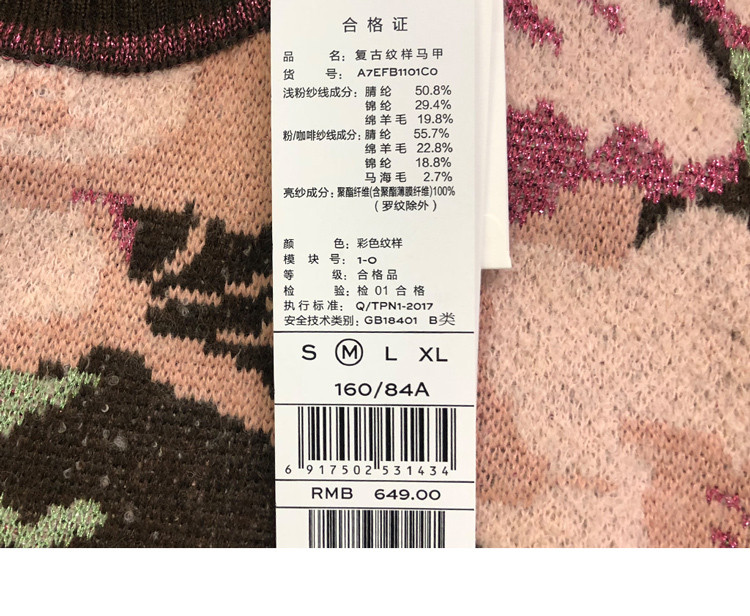 合格证
品 名：复古纹样马甲
货 号：A7EFB1101C0
浅粉纱线成分：腈纶 50.8%
锦纶 29.4%
绵羊毛 19.8%
粉/咖啡纱线成分：腈纶 55.7%
绵羊毛 22.8%
锦纶 18.8%
马海毛 2.7%
亮纱成分：聚酯纤维(含聚酯薄膜纤维)100%
（罗纹除外）
颜 色：彩色纹样
模 块 号：1-0
等 级：合格品
检 验：检 01 合格
执行标准：Q/TPN1-2017
安全技术类别：GB18401 B类
S M L XL
160/84A
6 917502 531434
RMB 649.00